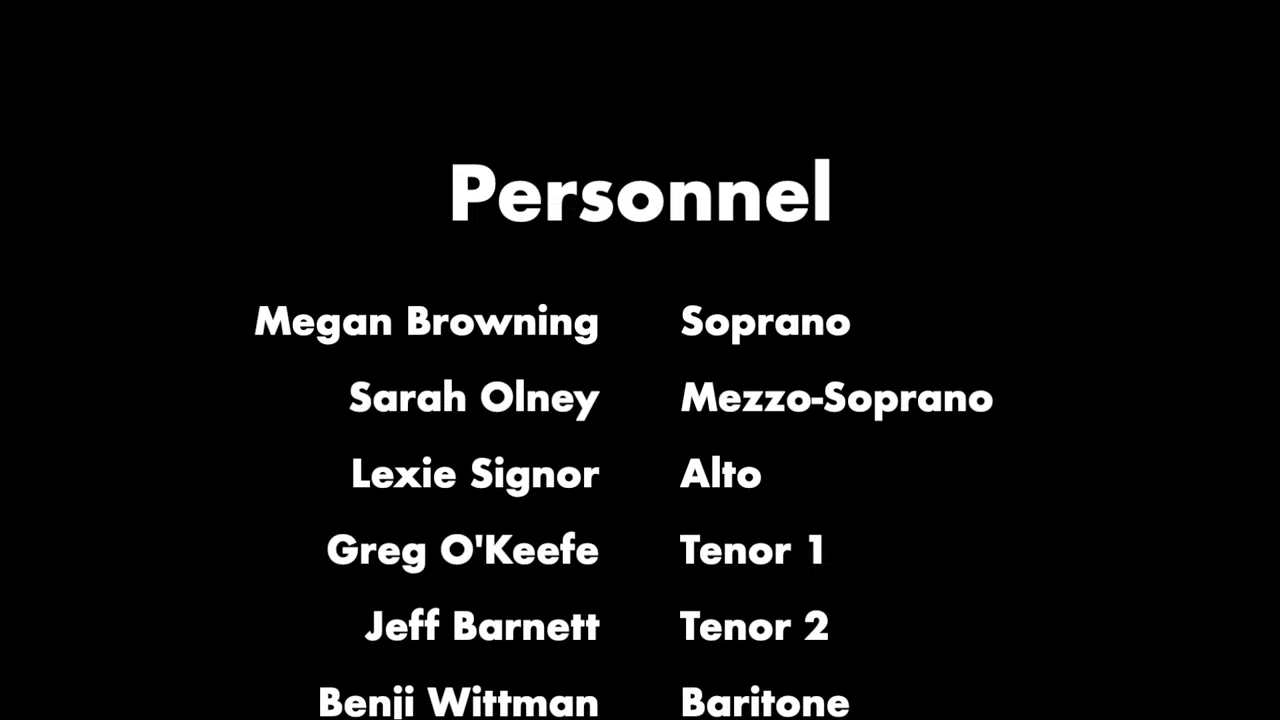 Personnel
Megan Browning Soprano
Sarah Olney Mezzo-Soprano
Lexie Signor Alto
Greg O'Keefe Tenor 1
Jeff Barnett Tenor 2
Benji Wittman Baritone